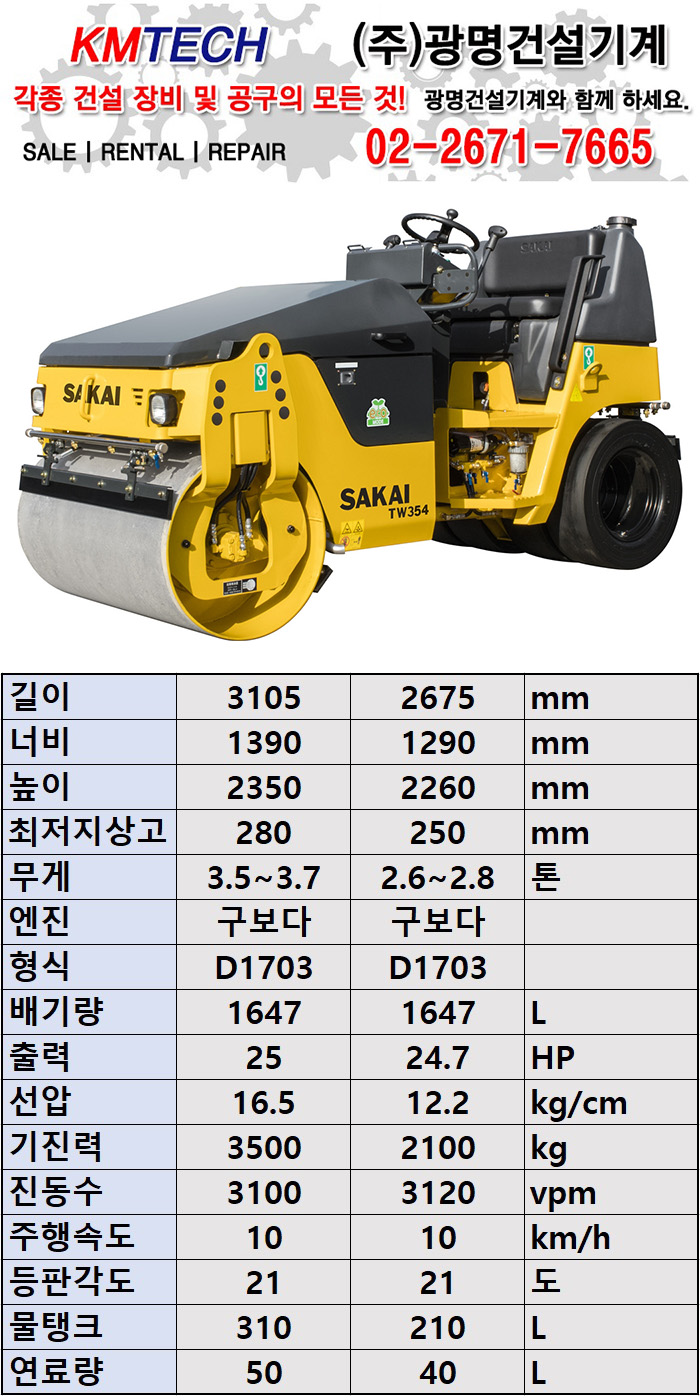 KMTECH (주)광명건설기계
각종 건설 장비 및 공구의 모든 것! 광명건설기계와 함께 하세요.
SALE | RENTAL | REPAIR 02-2671-7665
SAKAI
SAKAI
SAKAI
TW354
길이 3105 2675 mm
너비 1390 1290 mm
높이 2350 2260 mm
최저지상고 280 250 mm
무게 3.5~3.7 2.6~2.8 톤
엔진 구보다 구보다
형식 D1703 D1703
배기량 1647 1647 L
출력 25 24.7 HP
선압 16.5 12.2 kg/cm
기진력 3500 2100 kg
진동수 3100 3120 vpm
주행속도 10 10 km/h
등판각도 21 21 도
물탱크 310 210 L
연료량 50 40 L